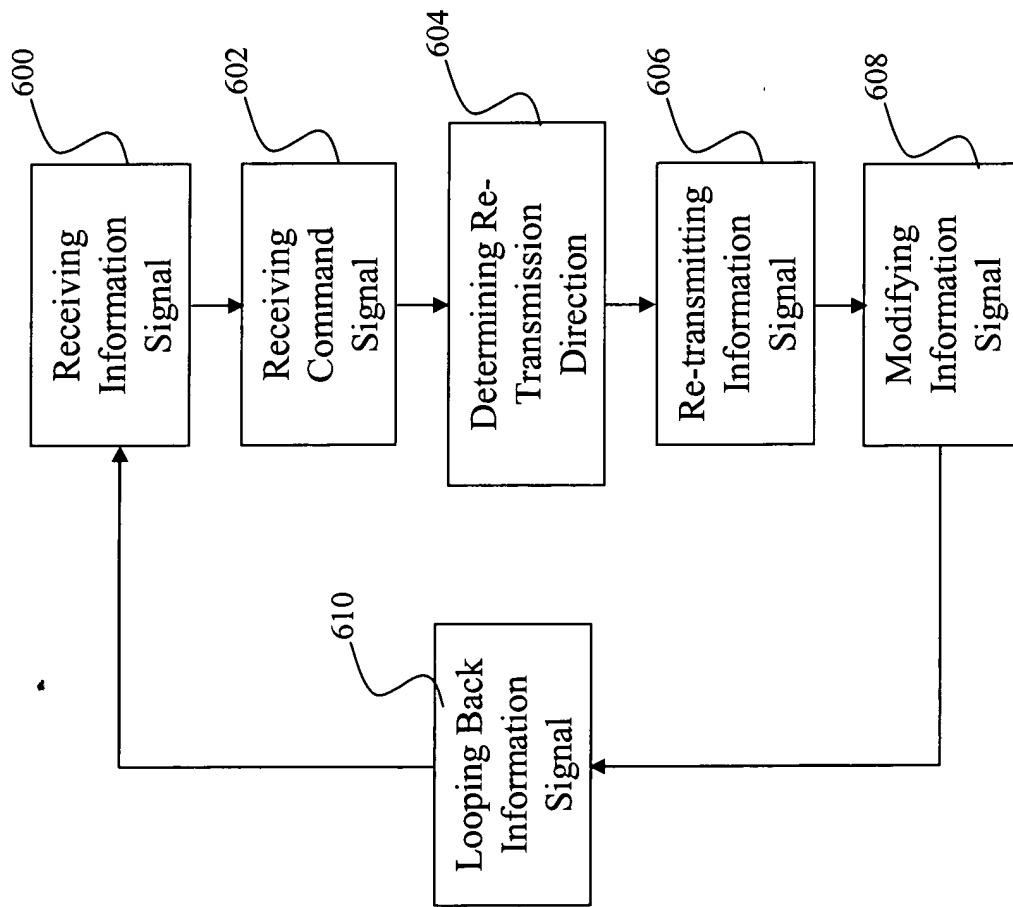 600
Receiving
Information
Signal
602
Receiving
Command
Signal
604
Determining Re-
Transmission
Direction
606
Re-transmitting
Information
Signal
608
Modifying
Information
Signal
610
Looping Back
Information
Signal